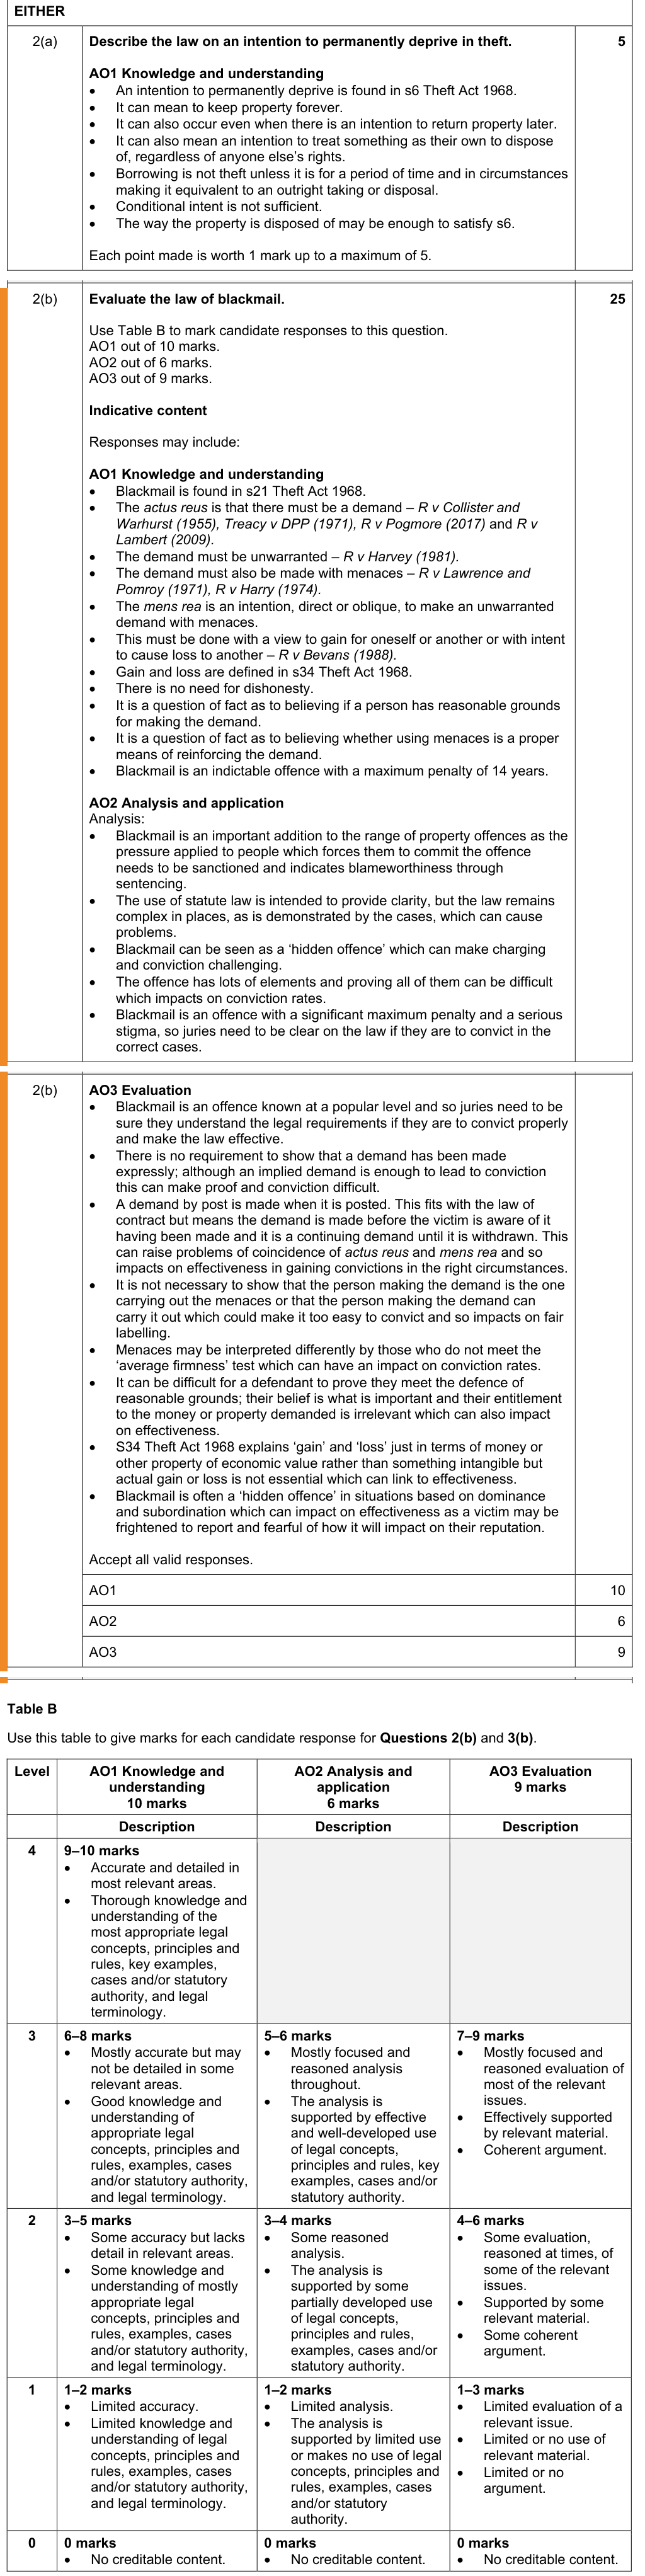 EITHER
2(a) Describe the law on an intention to permanently deprive in theft. 5
AO1 Knowledge and understanding
• An intention to permanently deprive is found in s6 Theft Act 1968.
• It can mean to keep property forever.
• It can also occur even when there is an intention to return property later.
• It can also mean an intention to treat something as their own to dispose
of, regardless of anyone else's rights.
• Borrowing is not theft unless it is for a period of time and in circumstances
making it equivalent to an outright taking or disposal.
• Conditional intent is not sufficient.
• The way the property is disposed of may be enough to satisfy s6.
Each point made is worth 1 mark up to a maximum of 5.
2(b) Evaluate the law of blackmail. 25
Use Table B to mark candidate responses to this question.
AO1 out of 10 marks.
AO2 out of 6 marks.
AO3 out of 9 marks.
Indicative content
Responses may include:
AO1 Knowledge and understanding
• Blackmail is found in s21 Theft Act 1968.
• The actus reus is that there must be a demand – R v Collister and
Warhurst (1955), Treacy v DPP (1971), R v Pogmore (2017) and R v
Lambert (2009).
• The demand must be unwarranted – R v Harvey (1981).
• The demand must also be made with menaces – R v Lawrence and
Pomroy (1971), R v Harry (1974).
• The mens rea is an intention, direct or oblique, to make an unwarranted
demand with menaces.
• This must be done with a view to gain for oneself or another or with intent
to cause loss to another – R v Bevans (1988).
• Gain and loss are defined in s34 Theft Act 1968.
• There is no need for dishonesty.
• It is a question of fact as to believing if a person has reasonable grounds
for making the demand.
• It is a question of fact as to believing whether using menaces is a proper
means of reinforcing the demand.
• Blackmail is an indictable offence with a maximum penalty of 14 years.
AO2 Analysis and application
Analysis:
• Blackmail is an important addition to the range of property offences as the
pressure applied to people which forces them to commit the offence
needs to be sanctioned and indicates blameworthiness through
sentencing.
• The use of statute law is intended to provide clarity, but the law remains
complex in places, as is demonstrated by the cases, which can cause
problems.
• Blackmail can be seen as a 'hidden offence' which can make charging
and conviction challenging.
• The offence has lots of elements and proving all of them can be difficult
which impacts on conviction rates.
• Blackmail is an offence with a significant maximum penalty and a serious
stigma, so juries need to be clear on the law if they are to convict in the
correct cases.
2(b) AO3 Evaluation
• Blackmail is an offence known at a popular level and so juries need to be
sure they understand the legal requirements if they are to convict properly
and make the law effective.
• There is no requirement to show that a demand has been made
expressly; although an implied demand is enough to lead to conviction
this can make proof and conviction difficult.
• A demand by post is made when it is posted. This fits with the law of
contract but means the demand is made before the victim is aware of it
having been made and it is a continuing demand until it is withdrawn. This
can raise problems of coincidence of actus reus and mens rea and so
impacts on effectiveness in gaining convictions in the right circumstances.
• It is not necessary to show that the person making the demand is the one
carrying out the menaces or that the person making the demand can
carry it out which could make it too easy to convict and so impacts on fair
labelling.
• Menaces may be interpreted differently by those who do not meet the
'average firmness' test which can have an impact on conviction rates.
• It can be difficult for a defendant to prove they meet the defence of
reasonable grounds; their belief is what is important and their entitlement
to the money or property demanded is irrelevant which can also impact
on effectiveness.
• S34 Theft Act 1968 explains 'gain' and 'loss' just in terms of money or
other property of economic value rather than something intangible but
actual gain or loss is not essential which can link to effectiveness.
• Blackmail is often a 'hidden offence' in situations based on dominance
and subordination which can impact on effectiveness as a victim may be
frightened to report and fearful of how it will impact on their reputation.
Accept all valid responses.
AO1 10
AO2 6
AO3 9
Table B
Use this table to give marks for each candidate response for Questions 2(b) and 3(b).
Level
AO1 Knowledge and
understanding
10 marks
AO2 Analysis and
application
6 marks
AO3 Evaluation
9 marks
Description
Description
Description
4
9–10 marks
• Accurate and detailed in
most relevant areas.
• Thorough knowledge and
understanding of the
most appropriate legal
concepts, principles and
rules, key examples,
cases and/or statutory
authority, and legal
terminology.
3
6–8 marks
• Mostly accurate but may
not be detailed in some
relevant areas.
• Good knowledge and
understanding of
appropriate legal
concepts, principles and
rules, examples, cases
and/or statutory authority,
and legal terminology.
5–6 marks
• Mostly focused and
reasoned analysis
throughout.
• The analysis is
supported by effective
and well-developed use
of legal concepts,
principles and rules, key
examples, cases and/or
statutory authority.
7–9 marks
• Mostly focused and
reasoned evaluation of
most of the relevant
issues.
• Effectively supported
by relevant material.
• Coherent argument.
2
3–5 marks
• Some accuracy but lacks
detail in relevant areas.
• Some knowledge and
understanding of mostly
appropriate legal
concepts, principles and
rules, examples, cases
and/or statutory authority,
and legal terminology.
3–4 marks
• Some reasoned
analysis.
• The analysis is
supported by some
partially developed use
of legal concepts,
principles and rules,
examples, cases and/or
statutory authority.
4–6 marks
• Some evaluation,
reasoned at times, of
some of the relevant
issues.
• Supported by some
relevant material.
• Some coherent
argument.
1
1–2 marks
• Limited accuracy.
• Limited knowledge and
understanding of legal
concepts, principles and
rules, examples, cases
and/or statutory authority,
and legal terminology.
1–2 marks
• Limited analysis.
• The analysis is
supported by limited use
or makes no use of legal
concepts, principles and
rules, examples, cases
and/or statutory
authority.
1–3 marks
• Limited evaluation of a
relevant issue.
• Limited or no use of
relevant material.
• Limited or no
argument.
0
0 marks
• No creditable content.
0 marks
• No creditable content.
0 marks
• No creditable content.